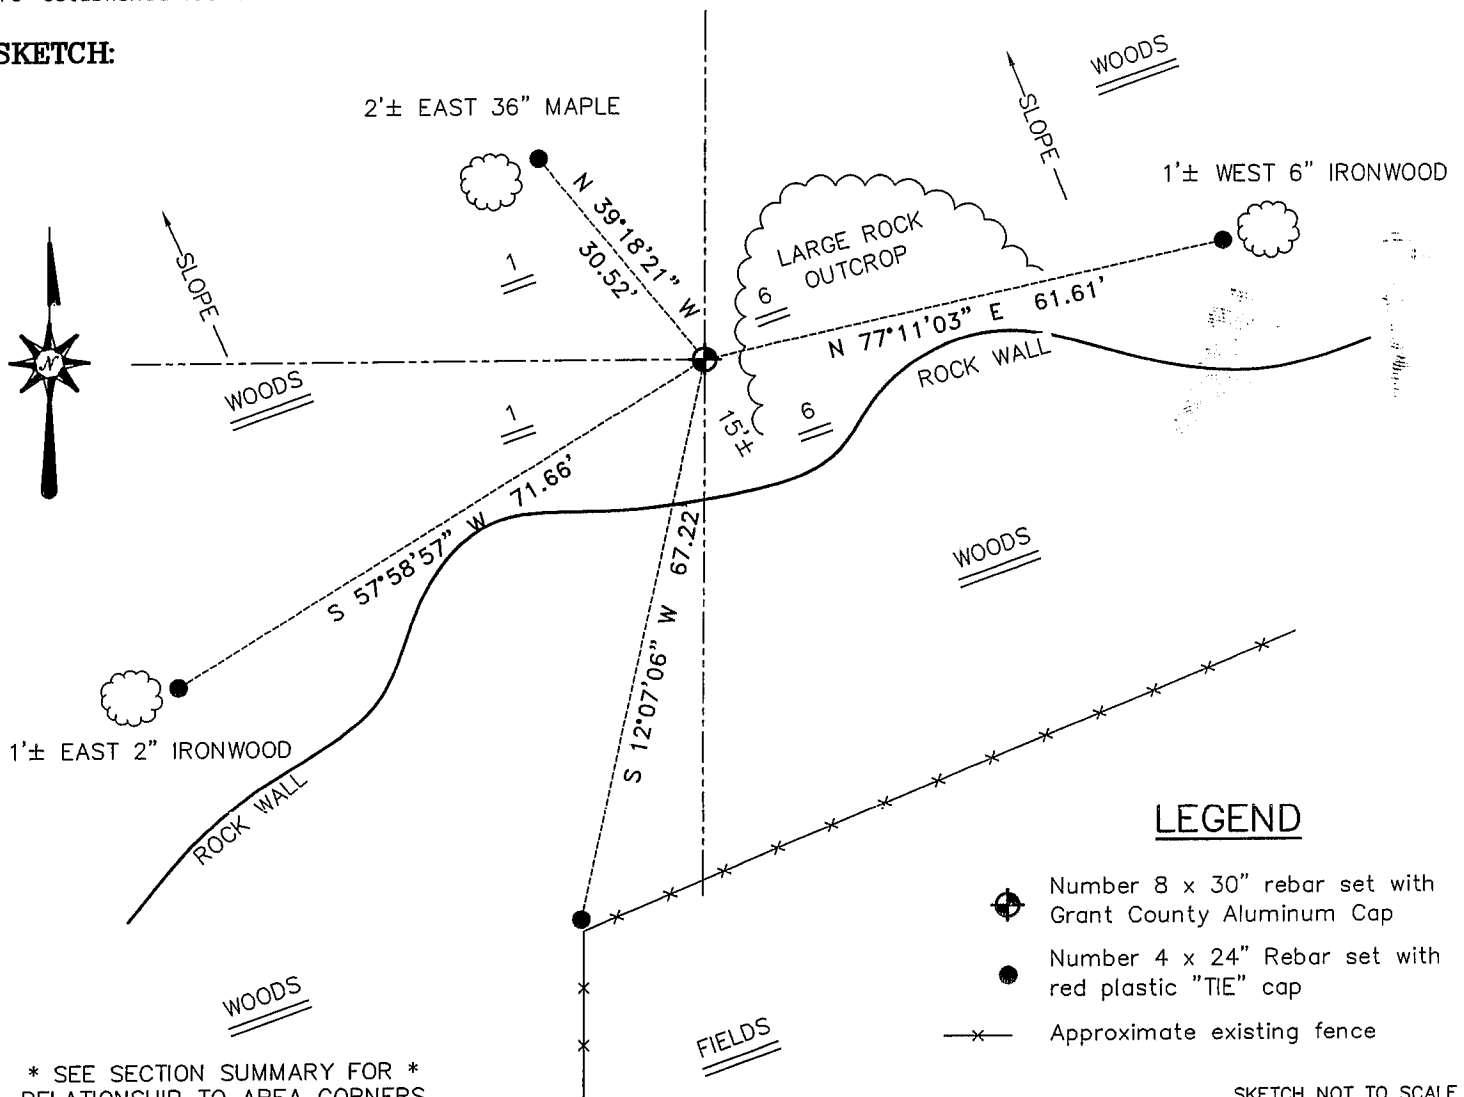 SKETCH:
WOODS
2'± EAST 36" MAPLE
SLOPE
1'± WEST 6" IRONWOOD
N 39°18'21" W
30.52'
LARGE ROCK
OUTCROP
SLOPE
1
6
N 77°11'03" E 61.61'
N
ROCK WALL
WOODS
1
15'±
6
S 57°58'57" W 71.66'
S 12°07'06" W 67.22
WOODS
1'± EAST 2" IRONWOOD
ROCK WALL
LEGEND
Number 8 x 30" rebar set with
Grant County Aluminum Cap
Number 4 x 24" Rebar set with
red plastic "TIE" cap
Approximate existing fence
WOODS
FIELDS
* SEE SECTION SUMMARY FOR *
RELATIONSHIP TO AREA CORNERS
SKETCH NOT TO SCALE